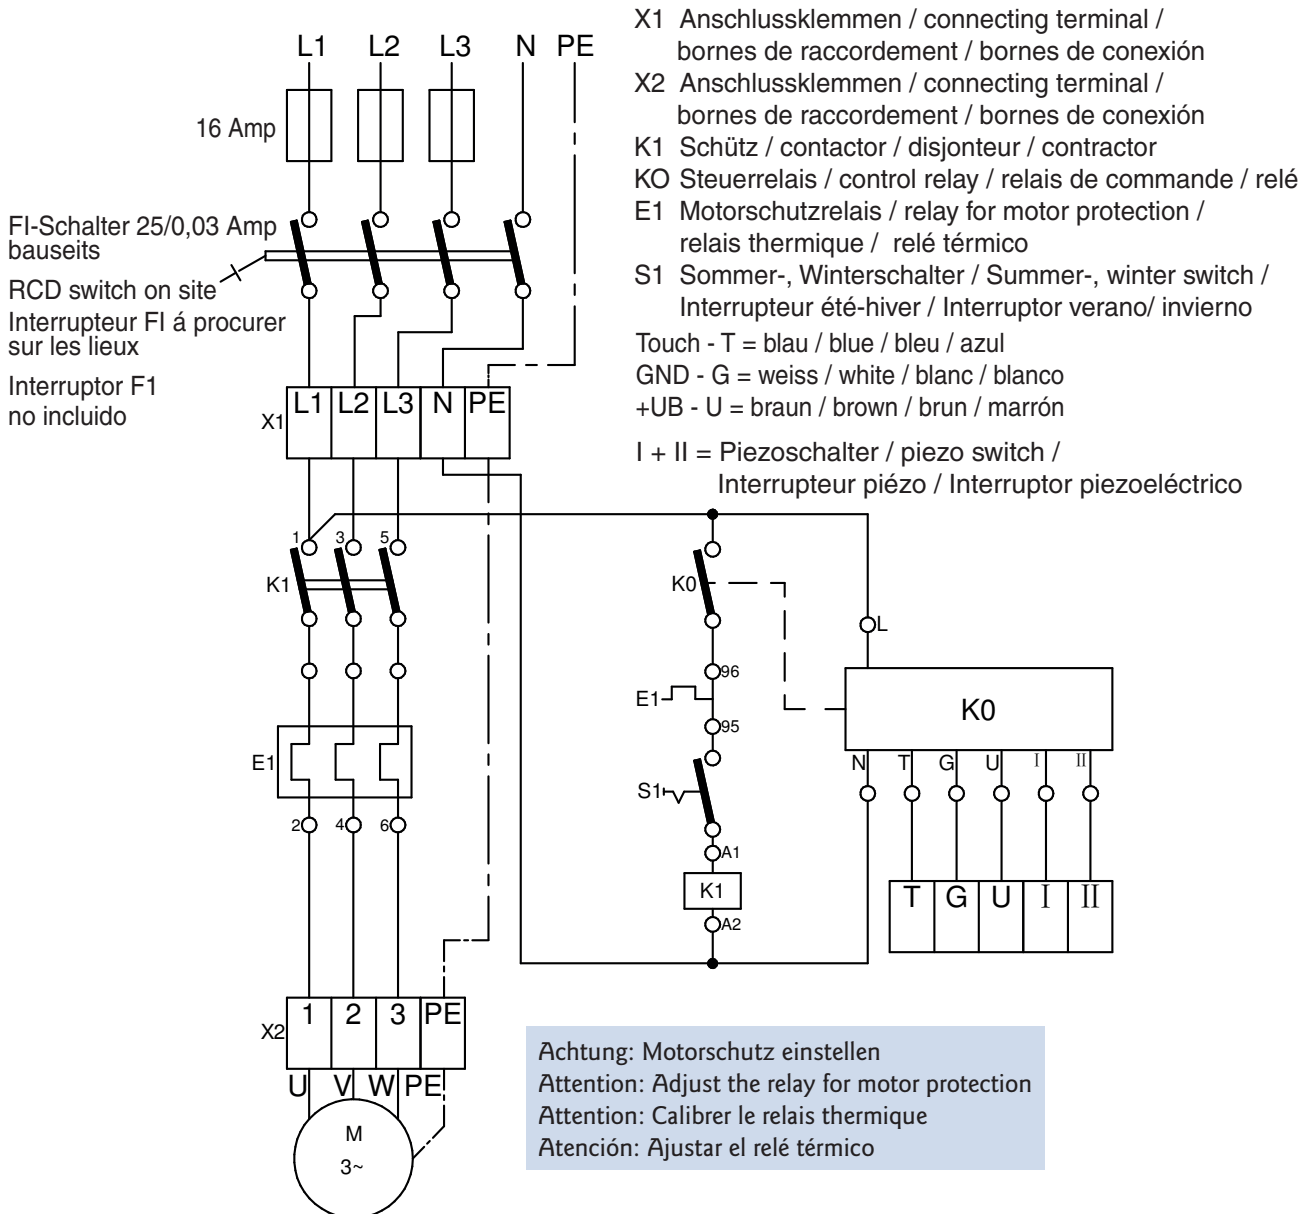 L1 L2 L3 N PE
16 Amp
FI-Schalter 25/0,03 Amp
bauseits
RCD switch on site
Interrupteur FI á procurer
sur les lieux
Interruptor F1
no incluido
X1 Anschlussklemmen / connecting terminal /
bornes de raccordement / bornes de conexión
X2 Anschlussklemmen / connecting terminal /
bornes de raccordement / bornes de conexión
K1 Schütz / contactor / disjonteur / contractor
KO Steuerrelais / control relay / relais de commande / relé
E1 Motorschutzrelais / relay for motor protection /
relais thermique / relé térmico
S1 Sommer-, Winterschalter / Summer-, winter switch /
Interrupteur été-hiver / Interruptor verano/ invierno
Touch - T = blau / blue / bleu / azul
GND - G = weiss / white / blanc / blanco
+UB - U = braun / brown / brun / marrón
I + II = Piezoschalter / piezo switch /
Interrupteur piézo / Interruptor piezoeléctrico
X1 L1 L2 L3 N PE
1 3 5
K1
E1
2 4 6
K0
L
96
E1
95
S1
A1
K1
A2
K0
N T G U I II
T G U I II
X2 1 2 3 PE
U V W PE
M
3~
Achtung: Motorschutz einstellen
Attention: Adjust the relay for motor protection
Attention: Calibrer le relais thermique
Atención: Ajustar el relé térmico